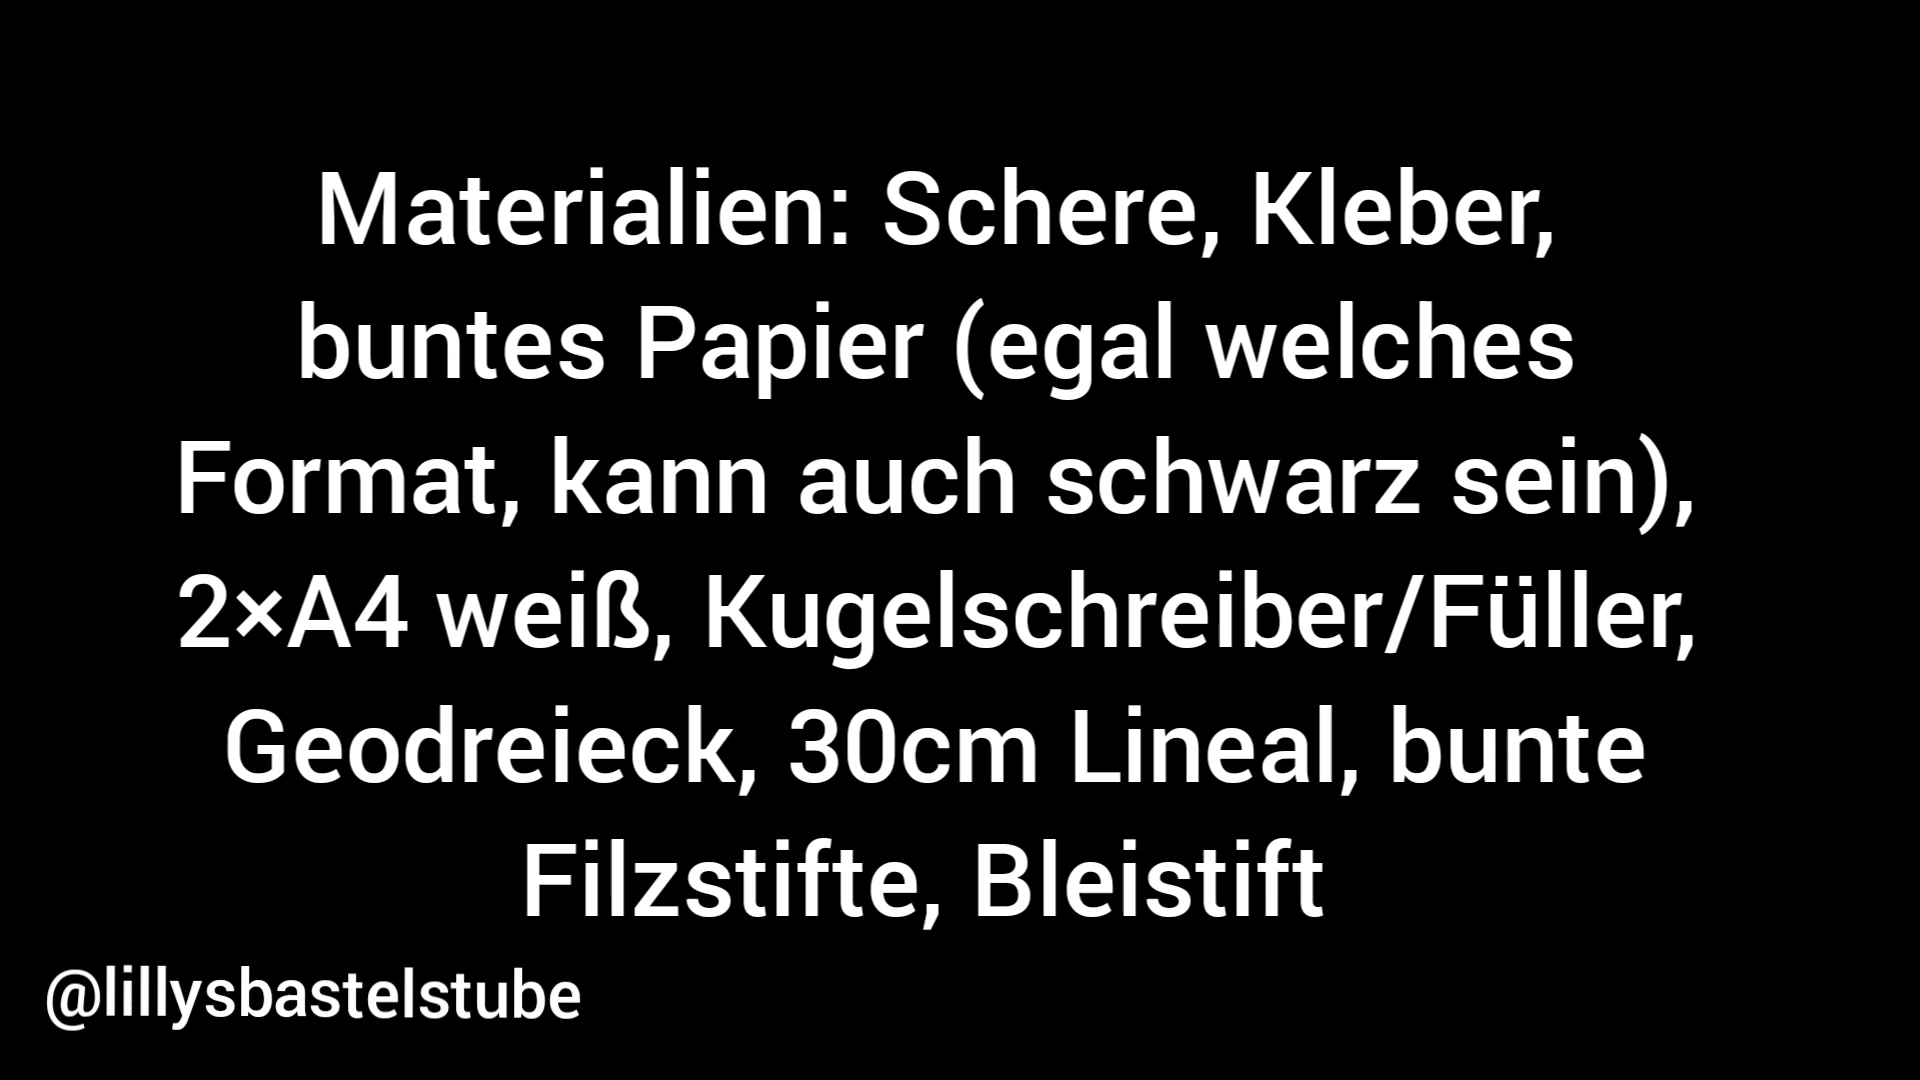 Materialien: Schere, Kleber,
buntes Papier (egal welches
Format, kann auch schwarz sein),
2×A4 weiß, Kugelschreiber/Füller,
Geodreieck, 30cm Lineal, bunte
Filzstifte, Bleistift
@lillysbastelstube